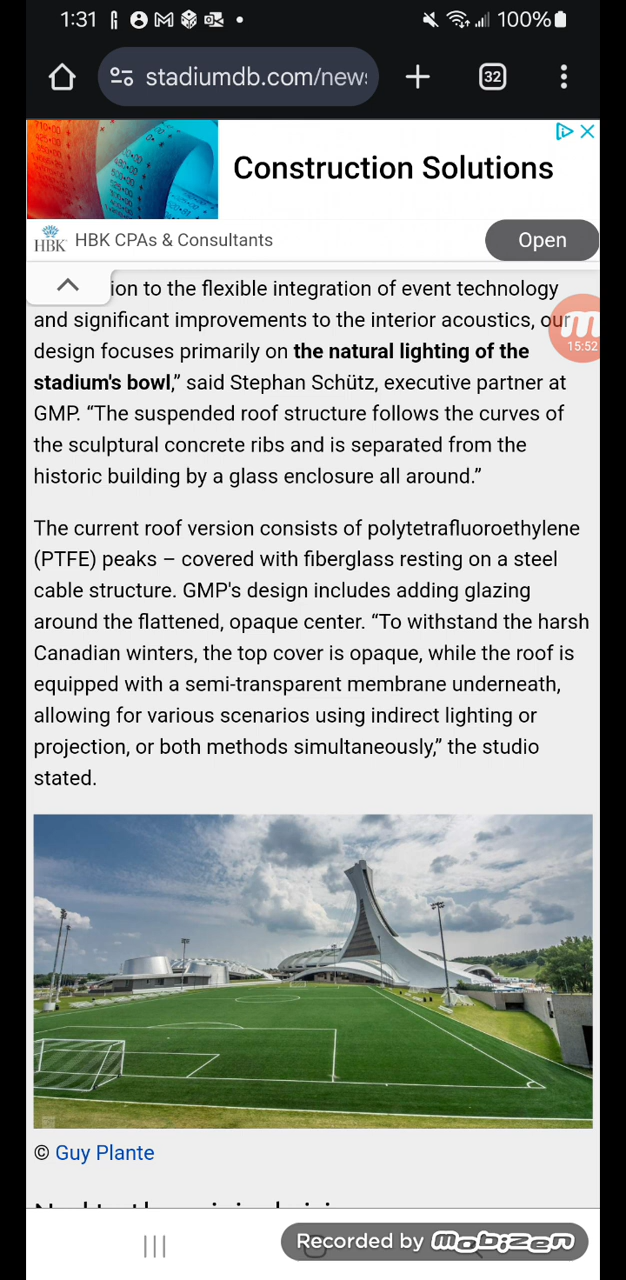 1:31
100%
stadiumdb.com/news
32
Construction Solutions
HBK
HBK CPAs & Consultants
Open
ion to the flexible integration of event technology
and significant improvements to the interior acoustics, our
design focuses primarily on the natural lighting of the
stadium's bowl,” said Stephan Schütz, executive partner at
GMP. “The suspended roof structure follows the curves of
the sculptural concrete ribs and is separated from the
historic building by a glass enclosure all around.”
15:52
The current roof version consists of polytetrafluoroethylene
(PTFE) peaks – covered with fiberglass resting on a steel
cable structure. GMP's design includes adding glazing
around the flattened, opaque center. “To withstand the harsh
Canadian winters, the top cover is opaque, while the roof is
equipped with a semi-transparent membrane underneath,
allowing for various scenarios using indirect lighting or
projection, or both methods simultaneously,” the studio
stated.
© Guy Plante
Recorded by mobizen